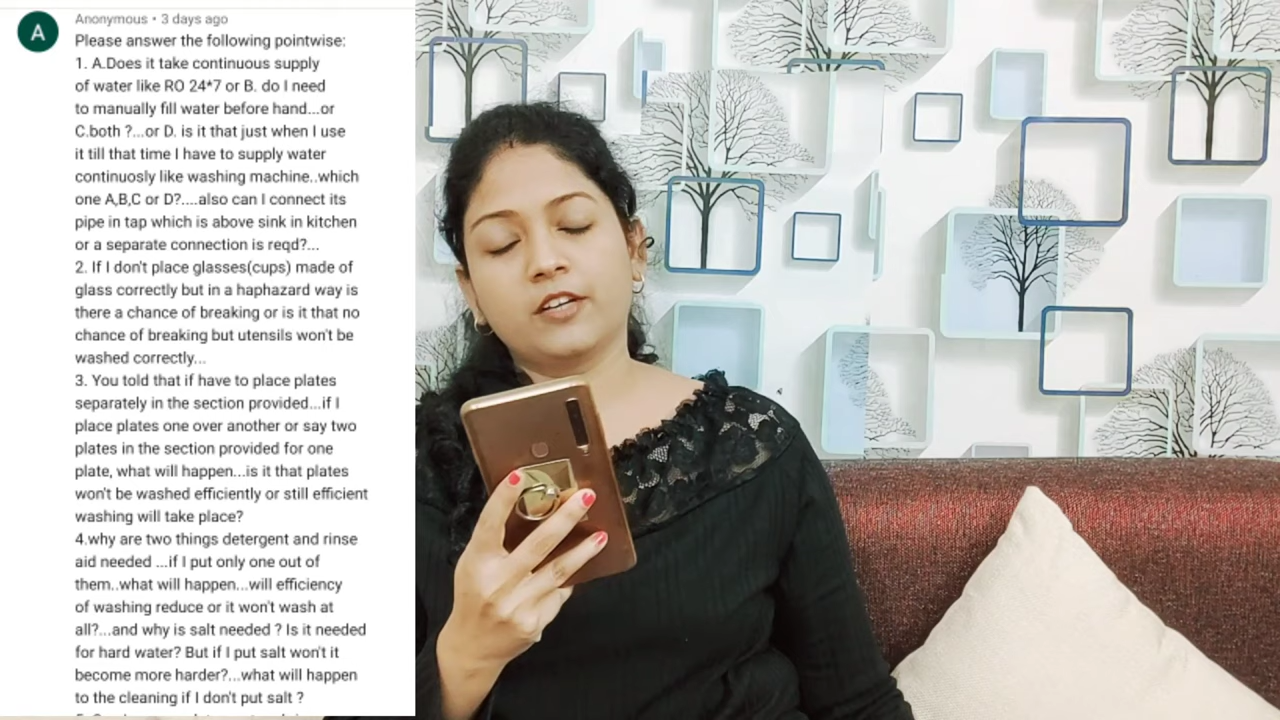 A
Anonymous • 3 days ago
Please answer the following pointwise:
1. A.Does it take continuous supply
of water like RO 24*7 or B. do I need
to manually fill water before hand...or
C.both ?...or D. is it that just when I use
it till that time I have to supply water
continuosly like washing machine..which
one A,B,C or D?....also can I connect its
pipe in tap which is above sink in kitchen
or a separate connection is reqd?...
2. If I don't place glasses(cups) made of
glass correctly but in a haphazard way is
there a chance of breaking or is it that no
chance of breaking but utensils won't be
washed correctly...
3. You told that if have to place plates
separately in the section provided...if I
place plates one over another or say two
plates in the section provided for one
plate, what will happen...is it that plates
won't be washed efficiently or still efficient
washing will take place?
4.why are two things detergent and rinse
aid needed ...if I put only one out of
them..what will happen...will efficiency
of washing reduce or it won't wash at
all?...and why is salt needed ? Is it needed
for hard water? But if I put salt won't it
become more harder?...what will happen
to the cleaning if I don't put salt ?